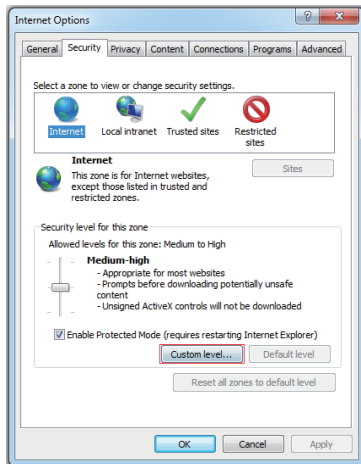 Internet Options
General Security Privacy Content Connections Programs Advanced
Select a zone to view or change security settings.
Internet Local intranet Trusted sites Restricted
sites
Internet
Sites
This zone is for Internet websites,
except those listed in trusted and
restricted zones.
Security level for this zone
Allowed levels for this zone: Medium to High
Medium-high
- Appropriate for most websites
- Prompts before downloading potentially unsafe
content
- Unsigned ActiveX controls will not be downloaded
Enable Protected Mode (requires restarting Internet Explorer)
Custom level... Default level
Reset all zones to default level
OK Cancel Apply